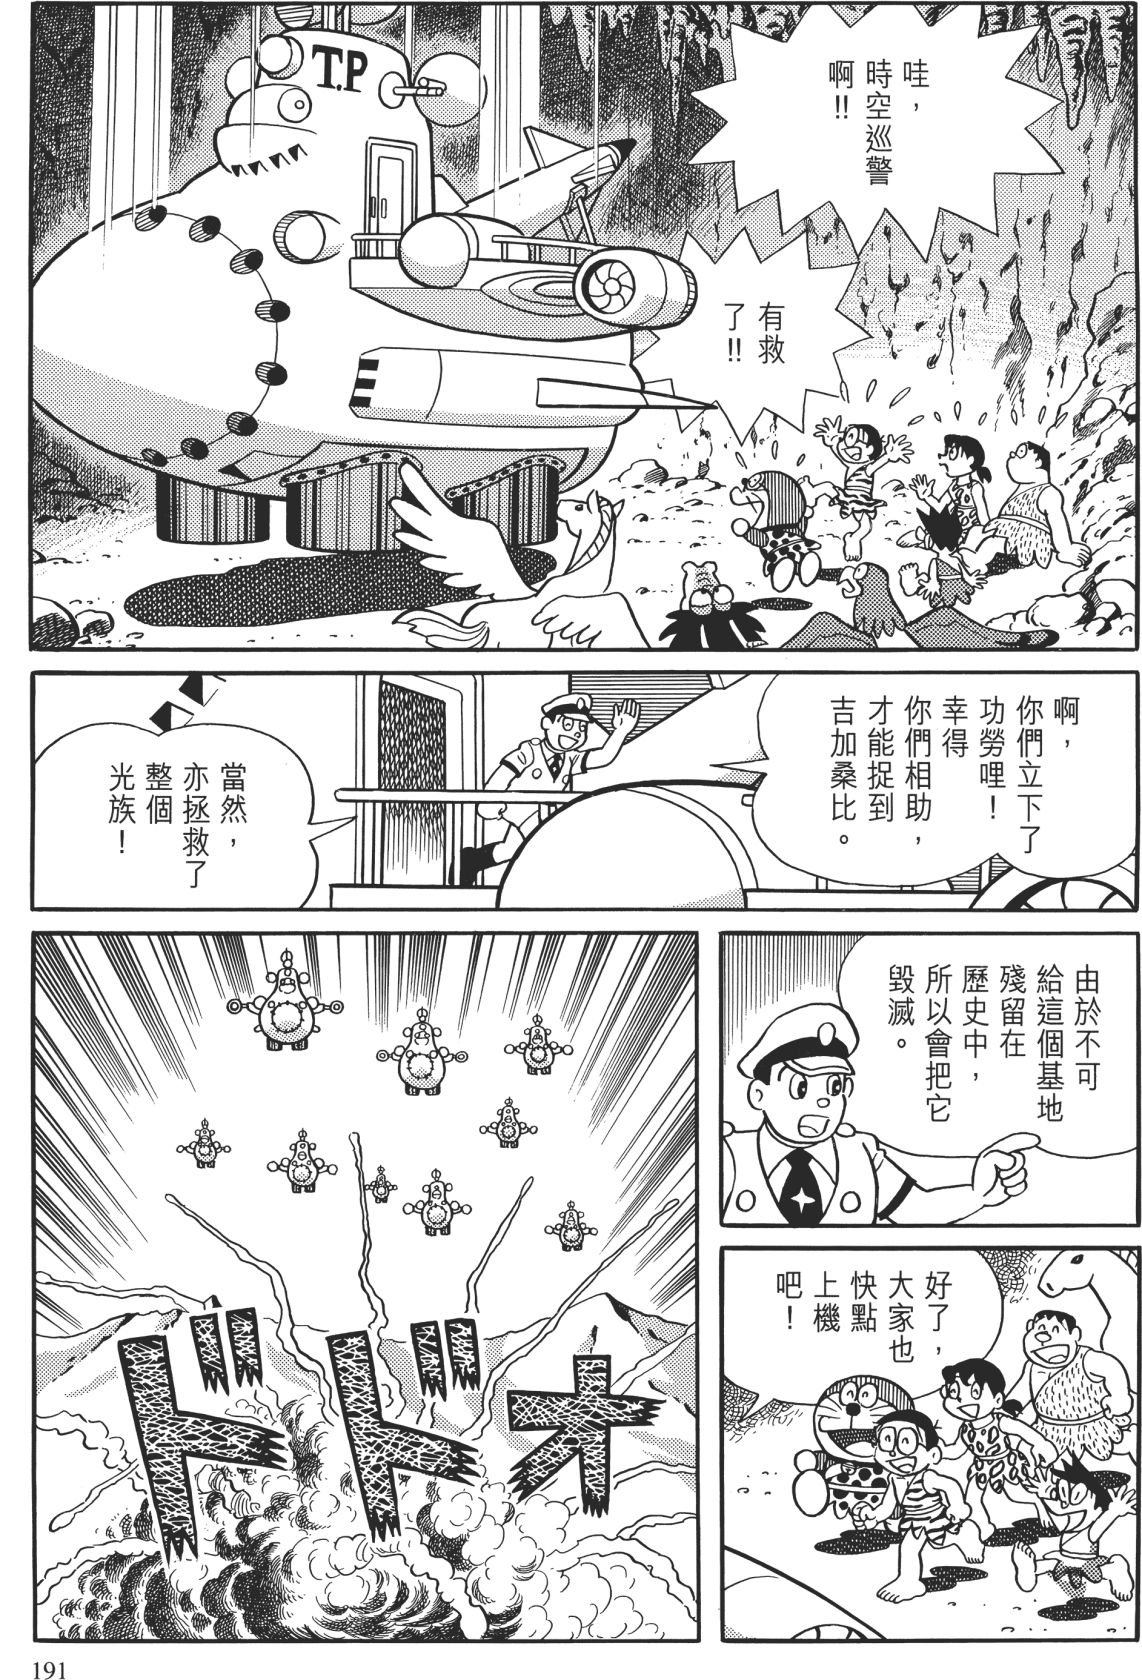 T.P
哇，
時空巡警
啊!!
有救
了!!
啊，
你們立下了
功勞哩！
幸得
你們相助，
才能捉到
吉加桑比。
當然，
亦拯救了
整個
光族！
由於不可
給這個基地
殘留在
歷史中，
所以會把它
毀滅。
好了，
大家也
快點
上機
吧！
ドドオ
191